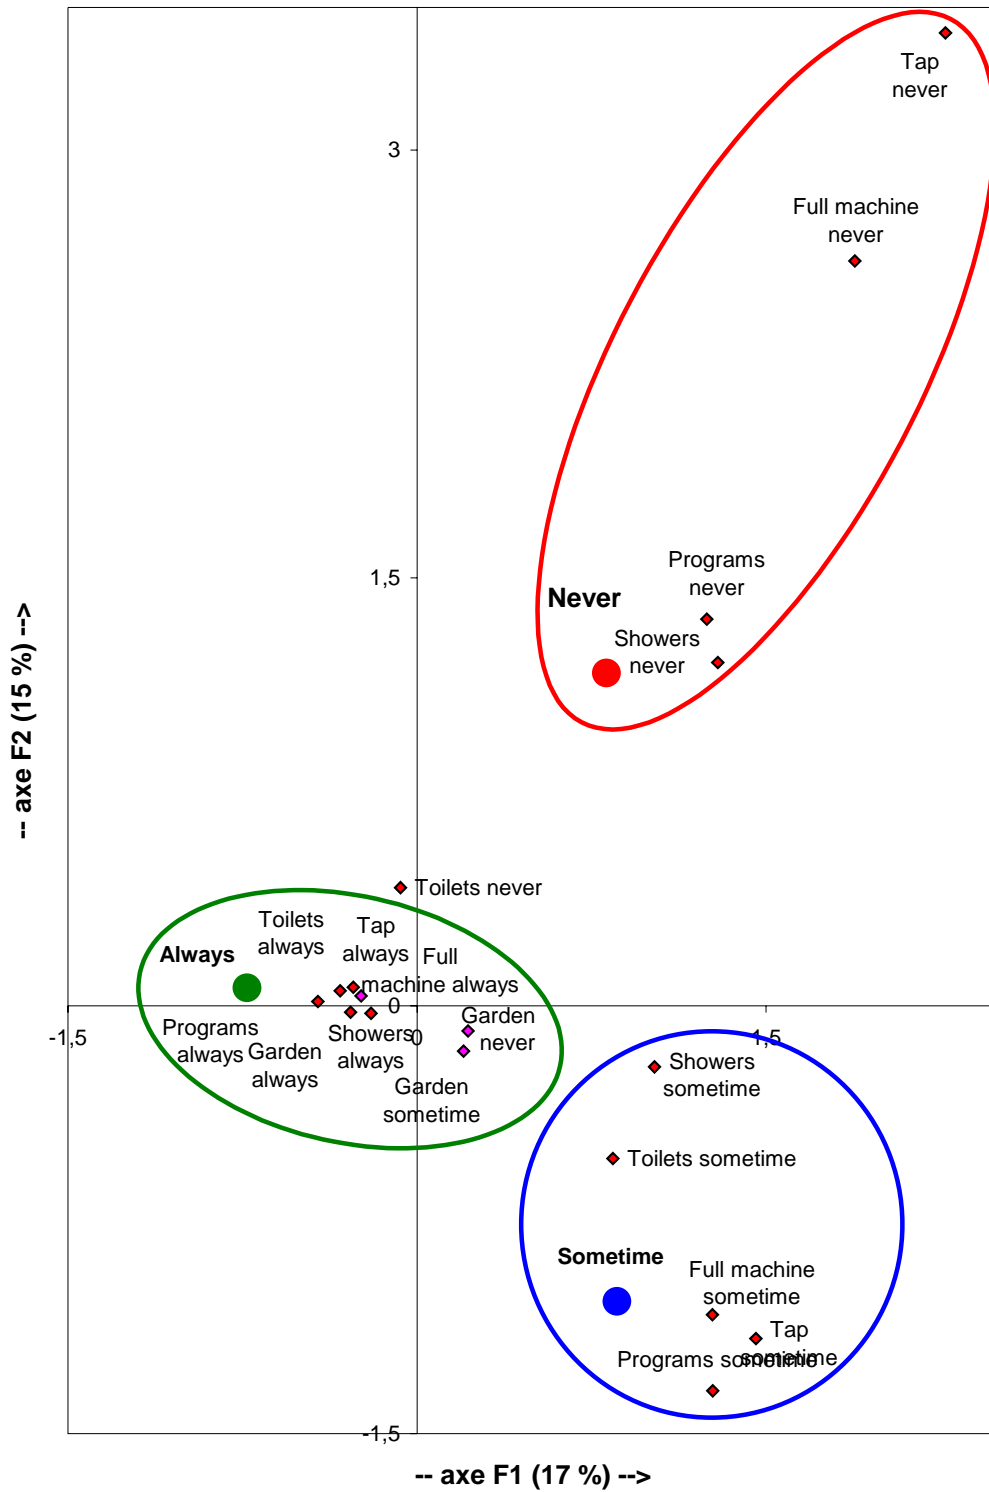 Tap
never
3
Full machine
never
Programs
never
1,5
Never
Showers
never
-- axe F2 (15 %) -->
Toilets never
Toilets
always
Tap
always
Always
Full
machine always
0
-1,5
0
1,5
Garden
never
Programs
always
Garden
always
Showers
always
Garden
sometime
Showers
sometime
Toilets sometime
Sometime
Full machine
sometime
Tap
sometime
Programs sometime
-1,5
-- axe F1 (17 %) -->